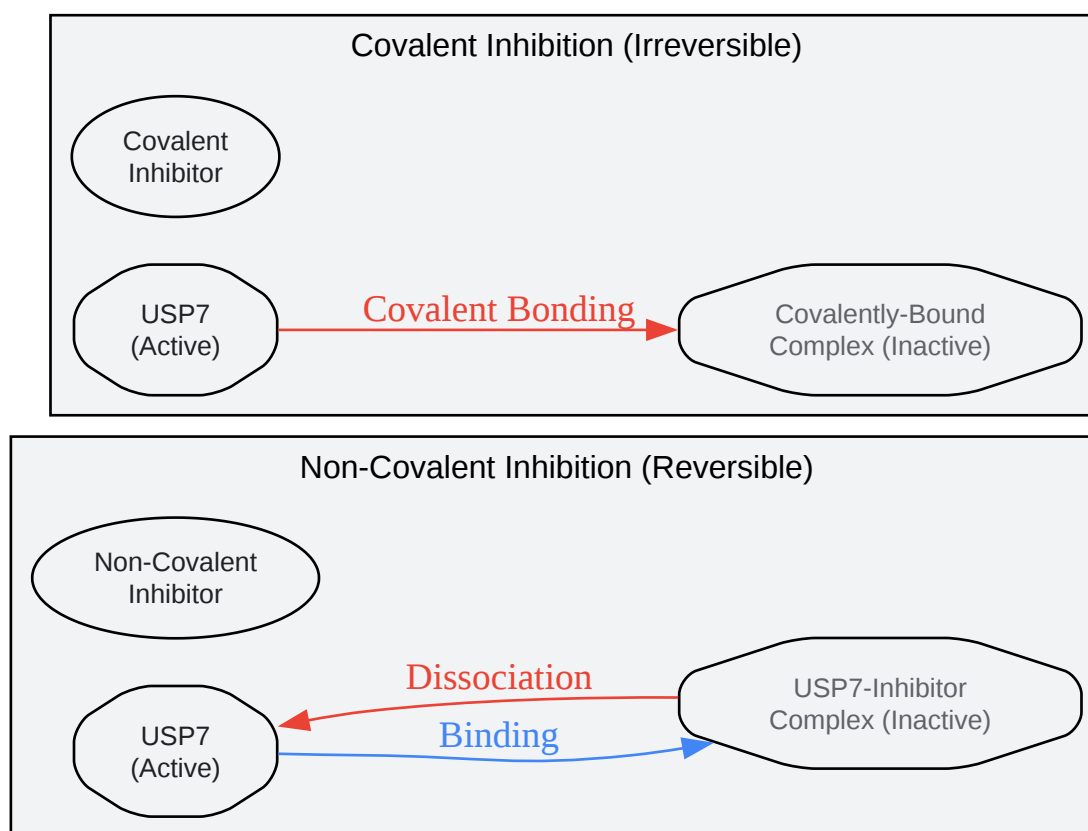 Covalent Inhibition (Irreversible)
Covalent
Inhibitor
USP7
(Active)
Covalent Bonding
Covalently-Bound
Complex (Inactive)
Non-Covalent Inhibition (Reversible)
Non-Covalent
Inhibitor
Dissociation
USP7-Inhibitor
Complex (Inactive)
USP7
(Active)
Binding